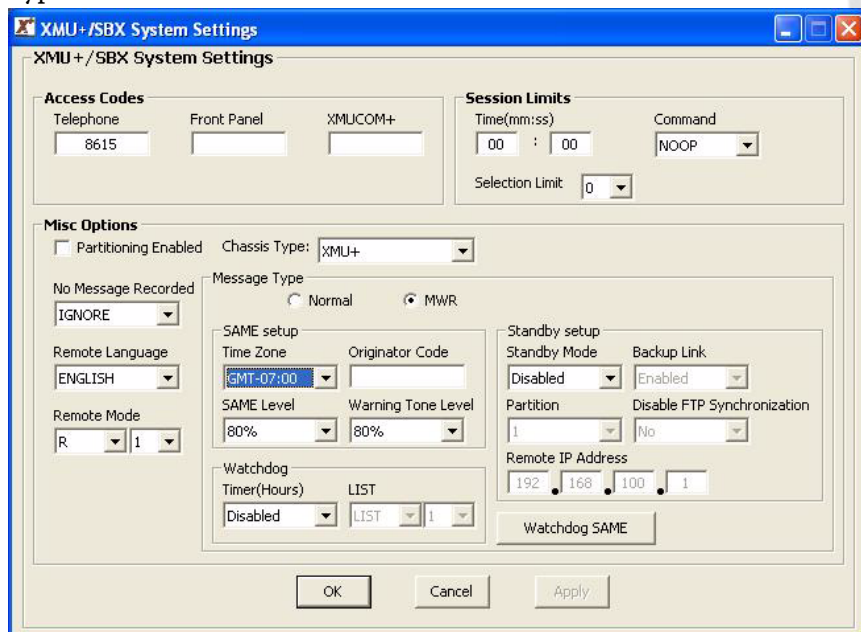 XMU+/SBX System Settings
XMU+/SBX System Settings
Access Codes
Telephone Front Panel XMUCOM+
8615
Session Limits
Time(mm:ss) Command
00 : 00 NOOP
Selection Limit 0
Misc Options
Partitioning Enabled Chassis Type: XMU+
No Message Recorded
IGNORE
Remote Language
ENGLISH
Remote Mode
R 1
Message Type
Normal MWR
SAME setup
Time Zone Originator Code
GMT-07:00
SAME Level Warning Tone Level
80% 80%
Watchdog
Timer(Hours) LIST
Disabled LIST 1
Standby setup
Standby Mode Backup Link
Disabled Enabled
Partition Disable FTP Synchronization
1 No
Remote IP Address
192 . 168 . 100 . 1
Watchdog SAME
OK Cancel Apply